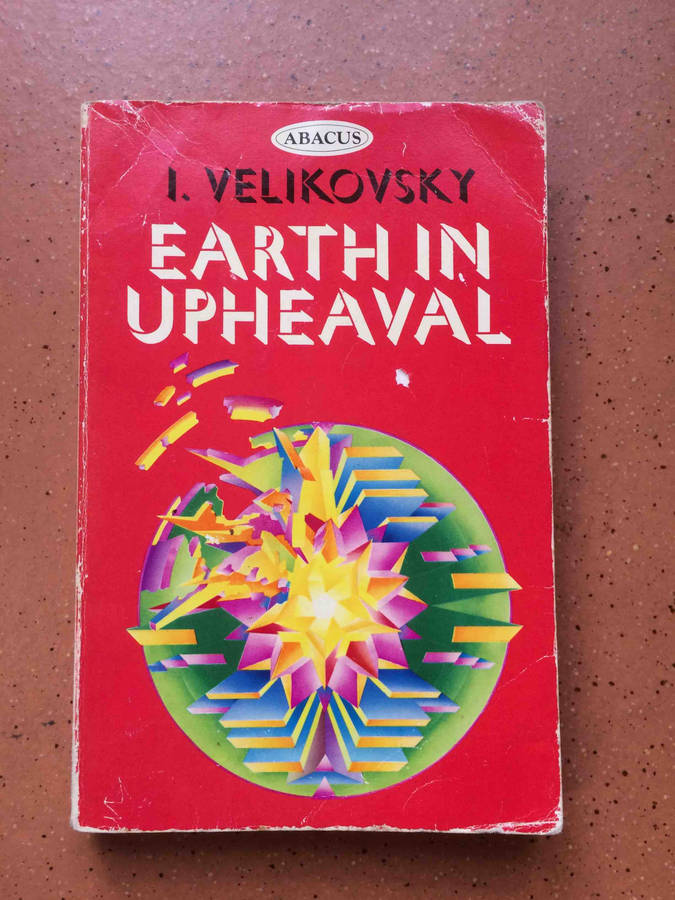 ABACUS
I. VELIKOVSKY
EARTH IN
UPHEAVAL